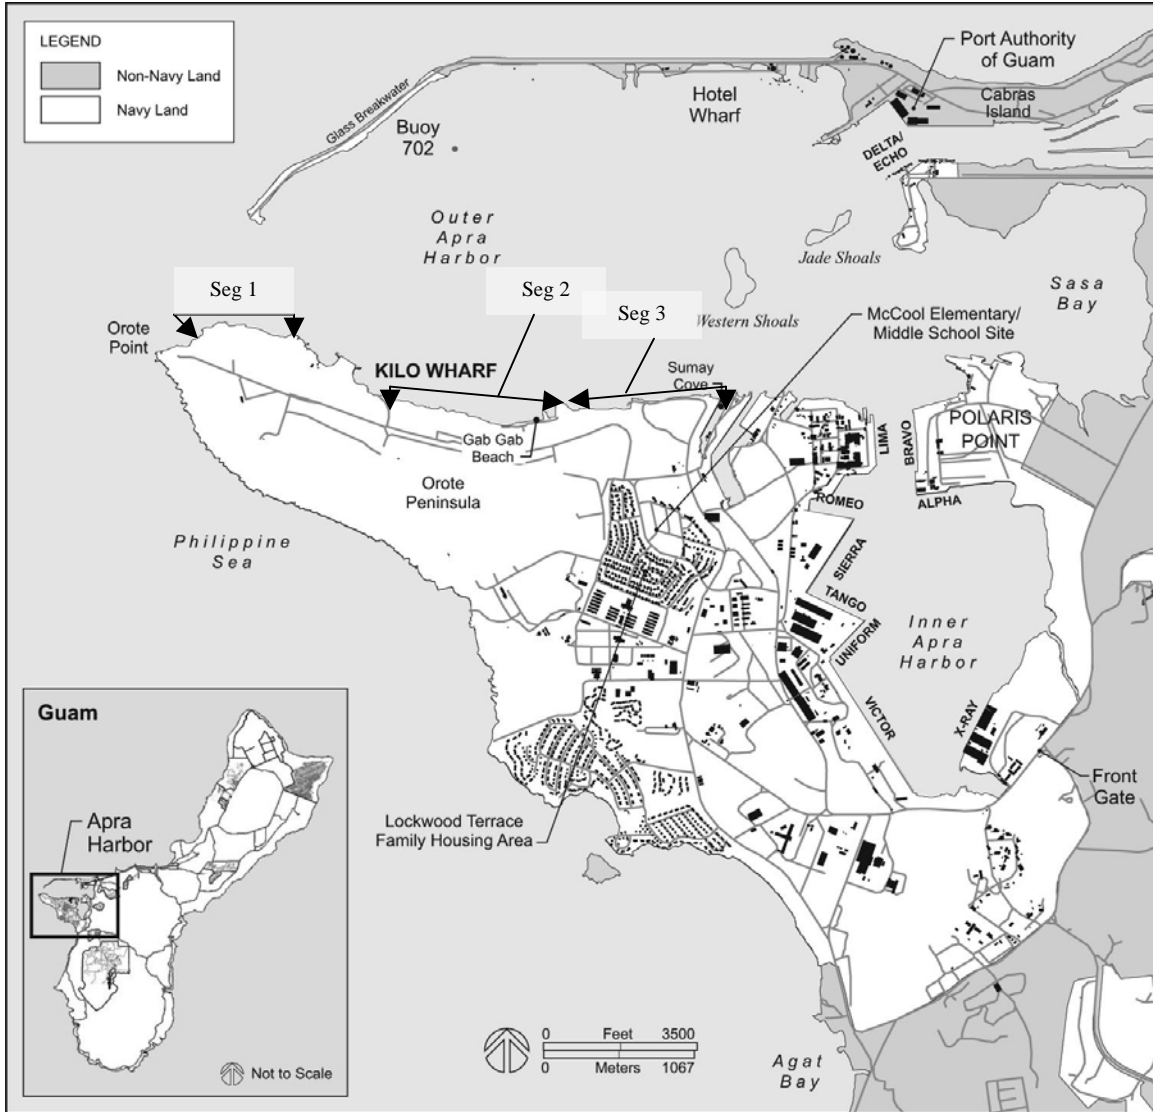 LEGEND
Non-Navy Land
Navy Land
Port Authority
of Guam
Cabras
Island
Hotel
Wharf
Glass Breakwater
Buoy
702
DELTA/
ECHO
Outer
Apra
Harbor
Jade Shoals
Sasa
Bay
Seg 1
Seg 2
Seg 3
Western Shoals
McCool Elementary/
Middle School Site
Orote
Point
KILO WHARF
Sumay
Cove
Gab Gab
Beach
LIMA
BRAVO
POLARIS
POINT
Orote
Peninsula
ROMEO
ALPHA
Philippine
Sea
SIERRA
TANGO
UNIFORM
Inner
Apra
Harbor
VICTOR
X-RAY
Front
Gate
Lockwood Terrace
Family Housing Area
Guam
Apra
Harbor
Not to Scale
0 Feet 3500
0 Meters 1067
Agat
Bay